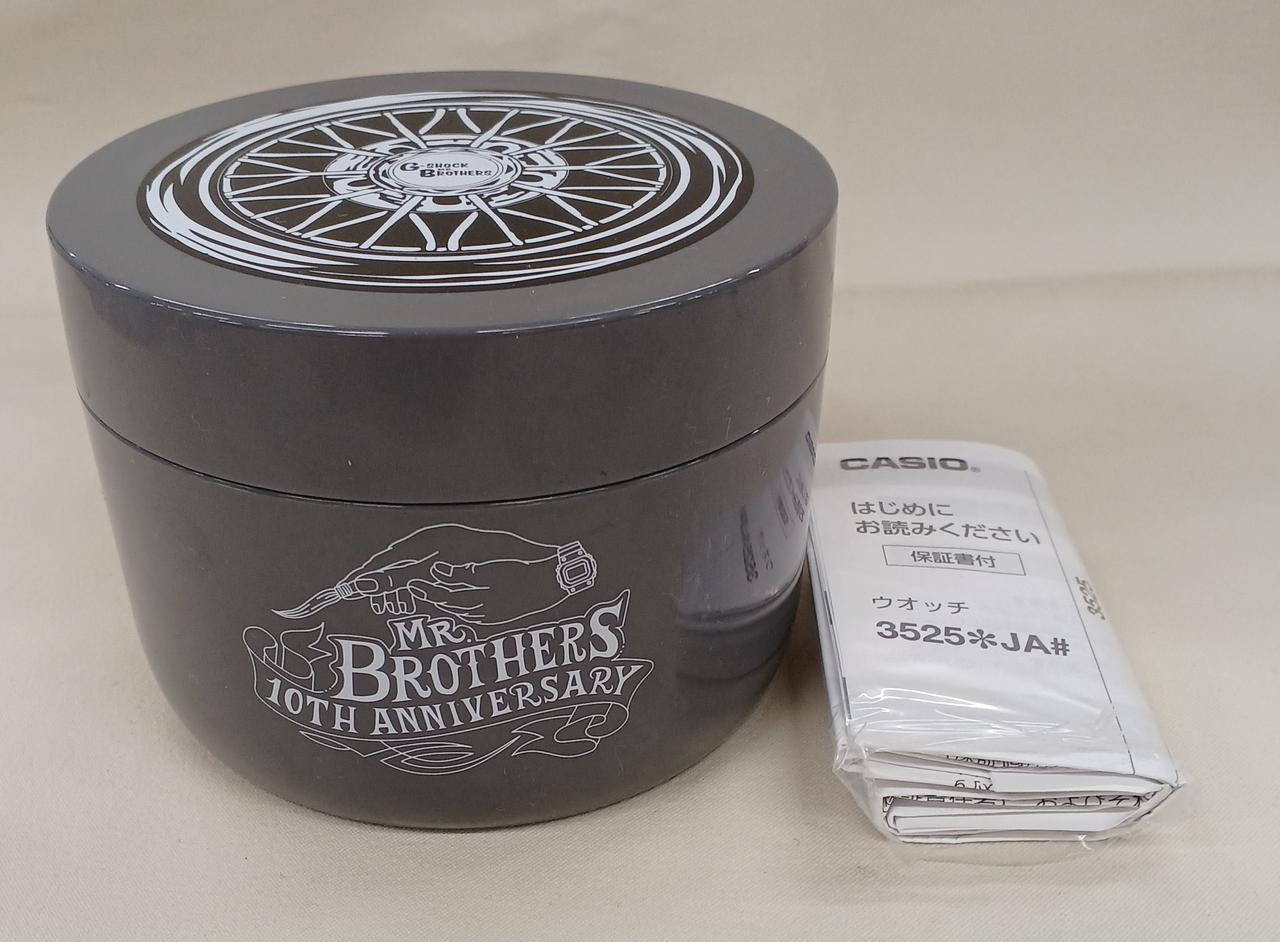 G-SHOCK
BROTHERS
MR.
BROTHERS
10TH ANNIVERSARY
CASIO®
はじめに
お読みください
保証書付
ウオッチ
3525✻JA#
3525